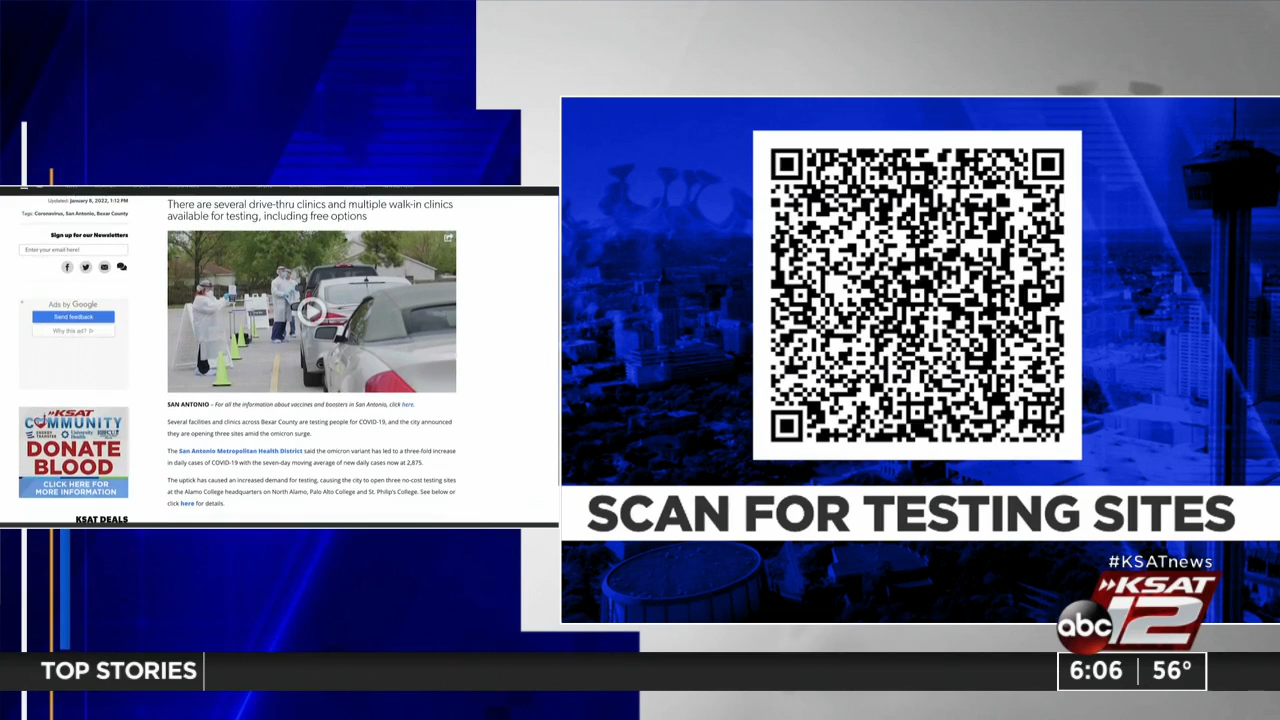 Updated: January 8, 2022, 1:12 PM
Tags: Coronavirus, San Antonio, Bexar County
Sign up for our Newsletters
Enter your email here!
Ads by Google
Send feedback
Why this ad?
KSAT
COMMUNITY
ENERGY TRANSFER
University Health
DONATE
BLOOD
CLICK HERE FOR
MORE INFORMATION
KSAT DEALS
There are several drive-thru clinics and multiple walk-in clinics
available for testing, including free options
SAN ANTONIO – For all the information about vaccines and boosters in San Antonio, click here.
Several facilities and clinics across Bexar County are testing people for COVID-19, and the city announced
they are opening three sites amid the omicron surge.
The San Antonio Metropolitan Health District said the omicron variant has led to a three-fold increase
in daily cases of COVID-19 with the seven-day moving average of new daily cases now at 2,875.
The uptick has caused an increased demand for testing, causing the city to open three no-cost testing sites
at the Alamo College headquarters on North Alamo, Palo Alto College and St. Philip's College. See below or
click here for details.
SCAN FOR TESTING SITES
#KSATnews
KSAT
abc 12
TOP STORIES
6:06 56°